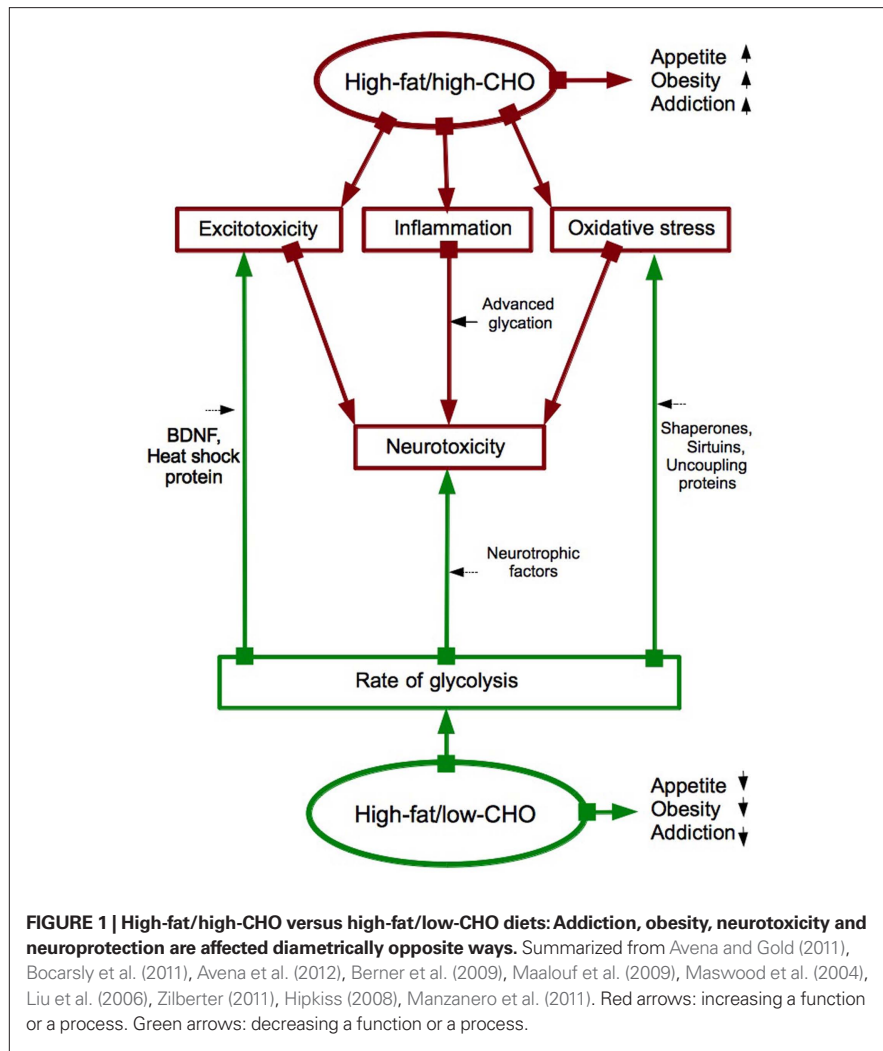 High-fat/high-CHO
Appetite
Obesity
Addiction
Excitotoxicity
Inflammation
Oxidative stress
Advanced
glycation
BDNF,
Heat shock
protein
Neurotoxicity
Shaperones,
Sirtuins,
Uncoupling
proteins
Neurotrophic
factors
Rate of glycolysis
High-fat/low-CHO
Appetite
Obesity
Addiction
FIGURE 1 | High-fat/high-CHO versus high-fat/low-CHO diets: Addiction, obesity, neurotoxicity and
neuroprotection are affected diametrically opposite ways. Summarized from Avena and Gold (2011),
Bocarsly et al. (2011), Avena et al. (2012), Berner et al. (2009), Maalouf et al. (2009), Maswood et al. (2004),
Liu et al. (2006), Zilberter (2011), Hipkiss (2008), Manzanero et al. (2011). Red arrows: increasing a function
or a process. Green arrows: decreasing a function or a process.